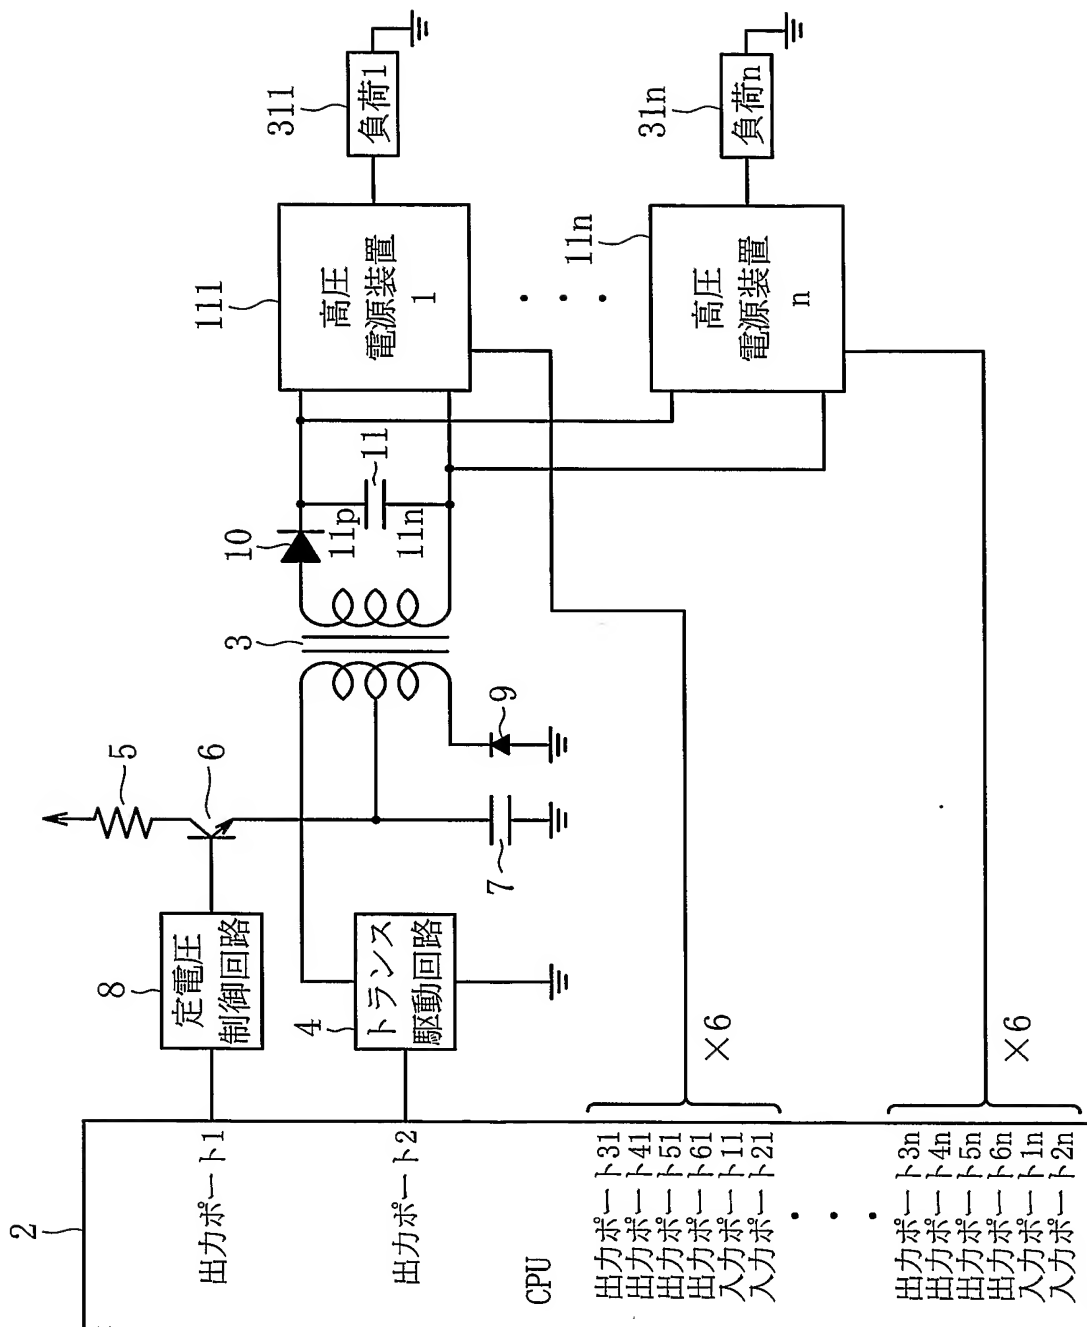 2
出力ポート1
出力ポート2
CPU
出力ポート31
出力ポート41
出力ポート51
出力ポート61
入力ポート11
入力ポート21
出力ポート3n
出力ポート4n
出力ポート5n
出力ポート6n
入力ポート1n
入力ポート2n
×6
×6
8
定電圧
制御回路
4
トランス
駆動回路
5
6
7
9
3
10
11p
11n
11
111
高圧
電源装置
1
11n
高圧
電源装置
n
311
負荷1
31n
負荷n